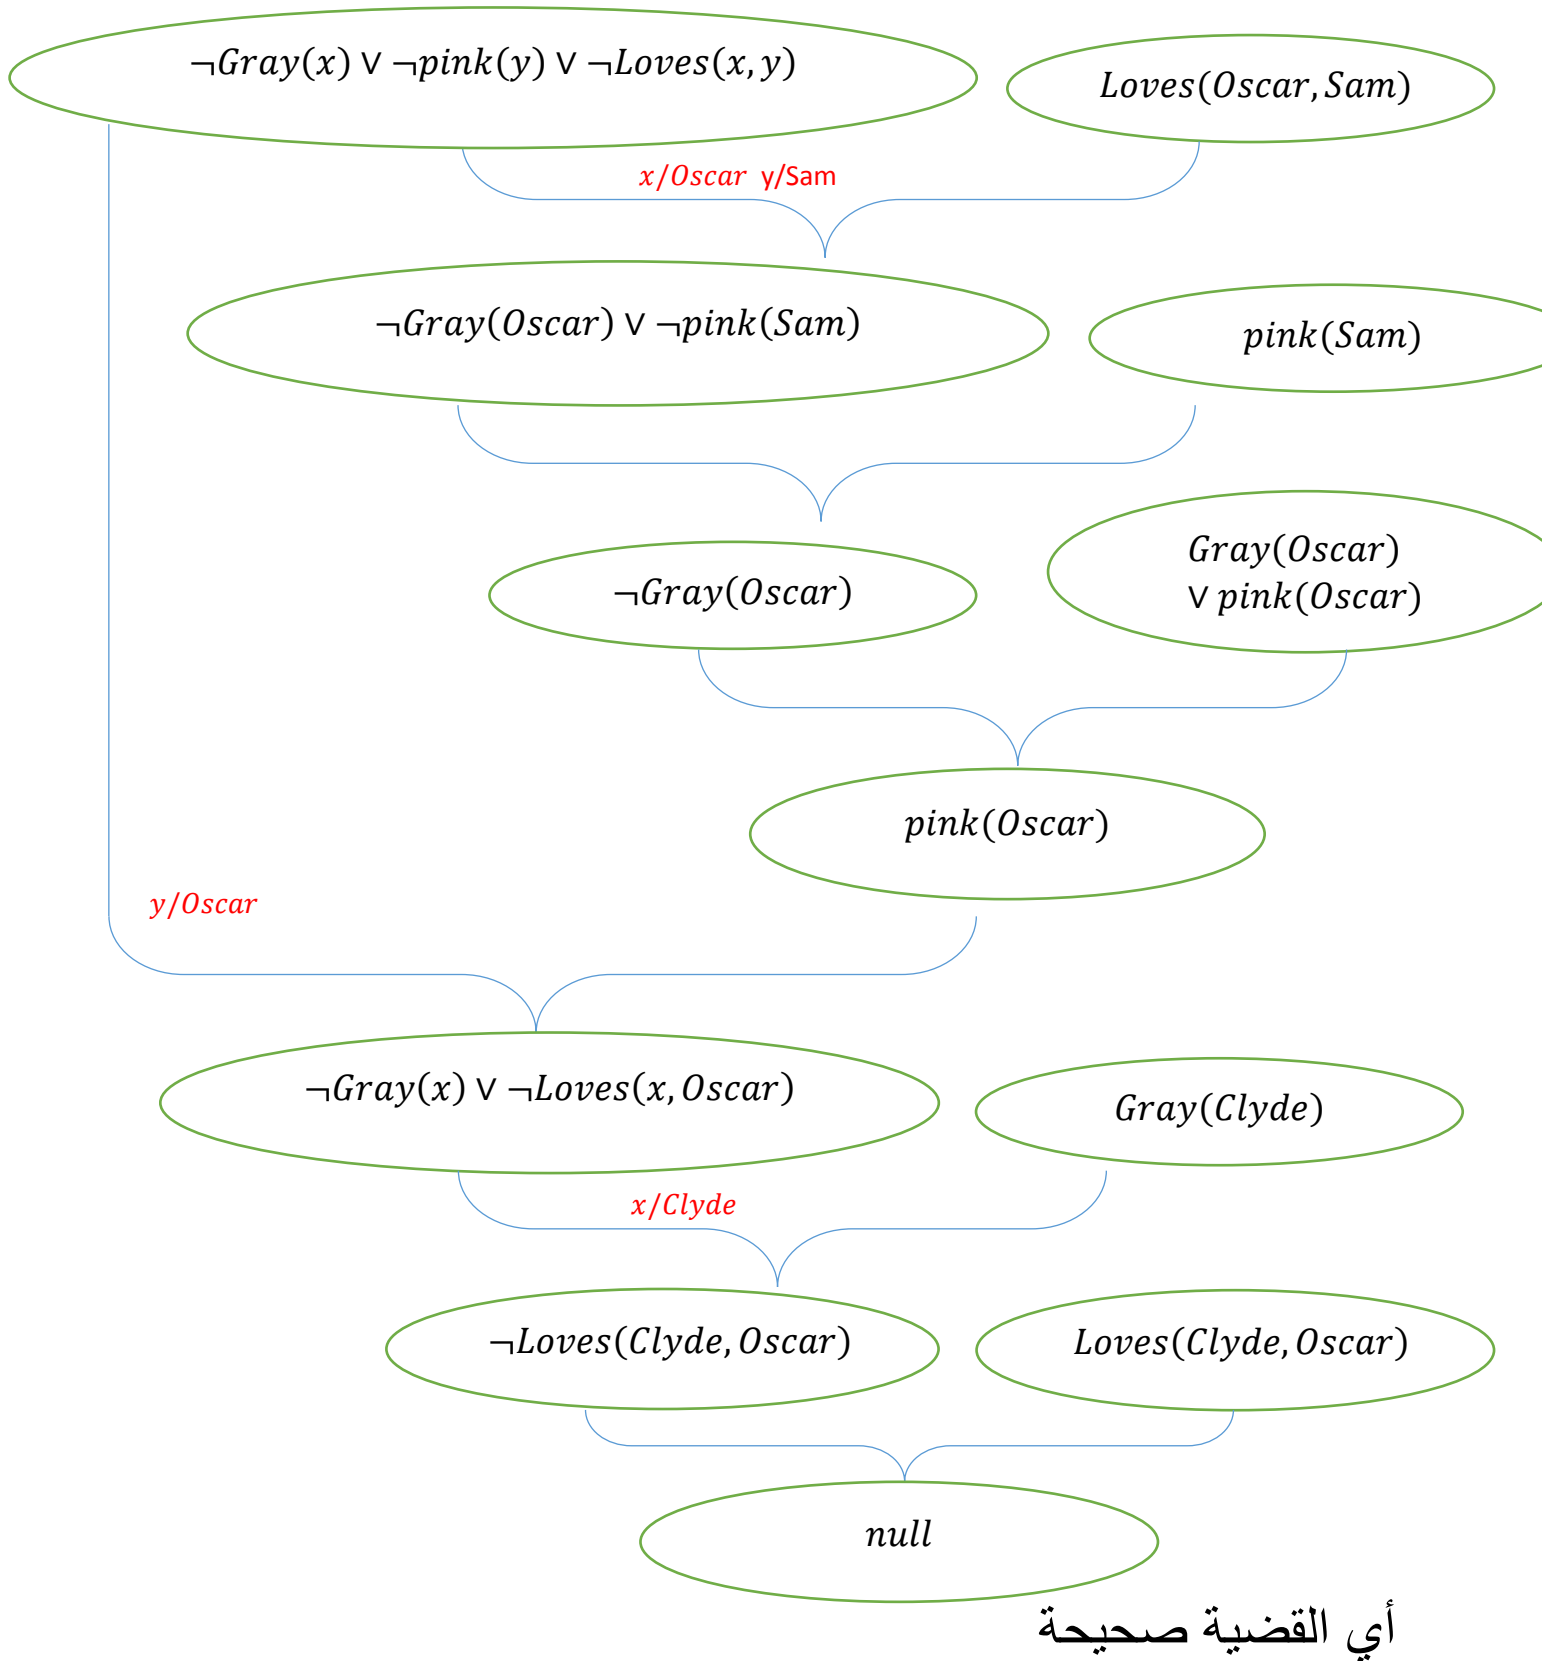 ¬Gray(x) ∨ ¬pink(y) ∨ ¬Loves(x, y)
Loves(Oscar, Sam)
x/Oscar y/Sam
¬Gray(Oscar) ∨ ¬pink(Sam)
pink(Sam)
¬Gray(Oscar)
Gray(Oscar)
∨ pink(Oscar)
pink(Oscar)
y/Oscar
¬Gray(x) ∨ ¬Loves(x, Oscar)
Gray(Clyde)
x/Clyde
¬Loves(Clyde, Oscar)
Loves(Clyde, Oscar)
null
أي القضية صحيحة